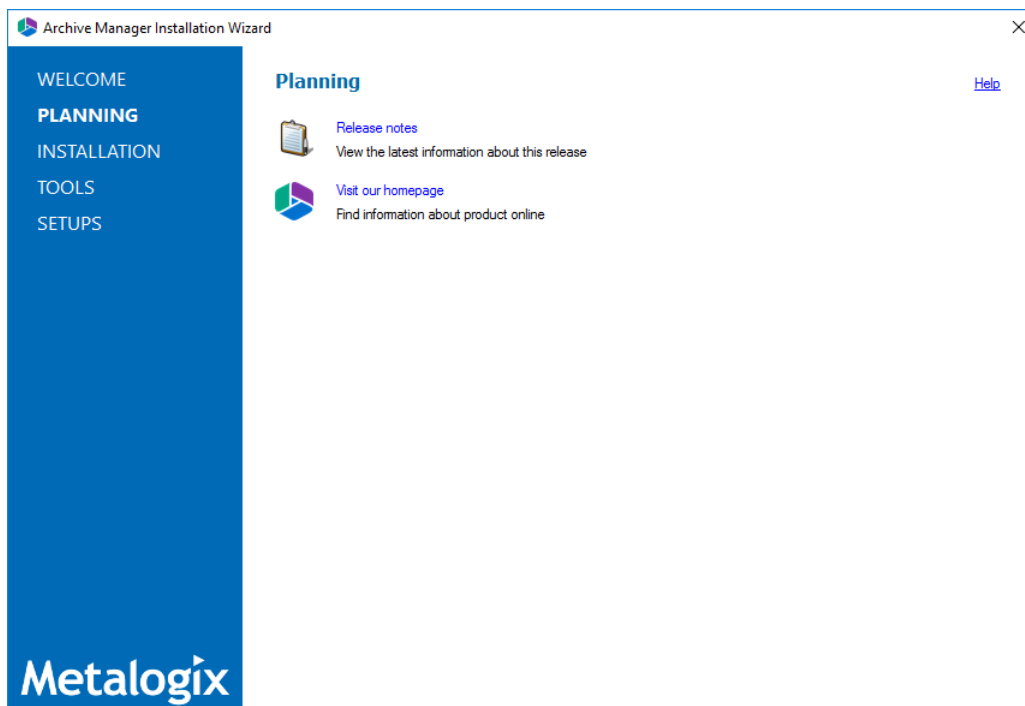 Archive Manager Installation Wizard
WELCOME
PLANNING
INSTALLATION
TOOLS
SETUPS
Planning
Help
Release notes
View the latest information about this release
Visit our homepage
Find information about product online
Metalogix